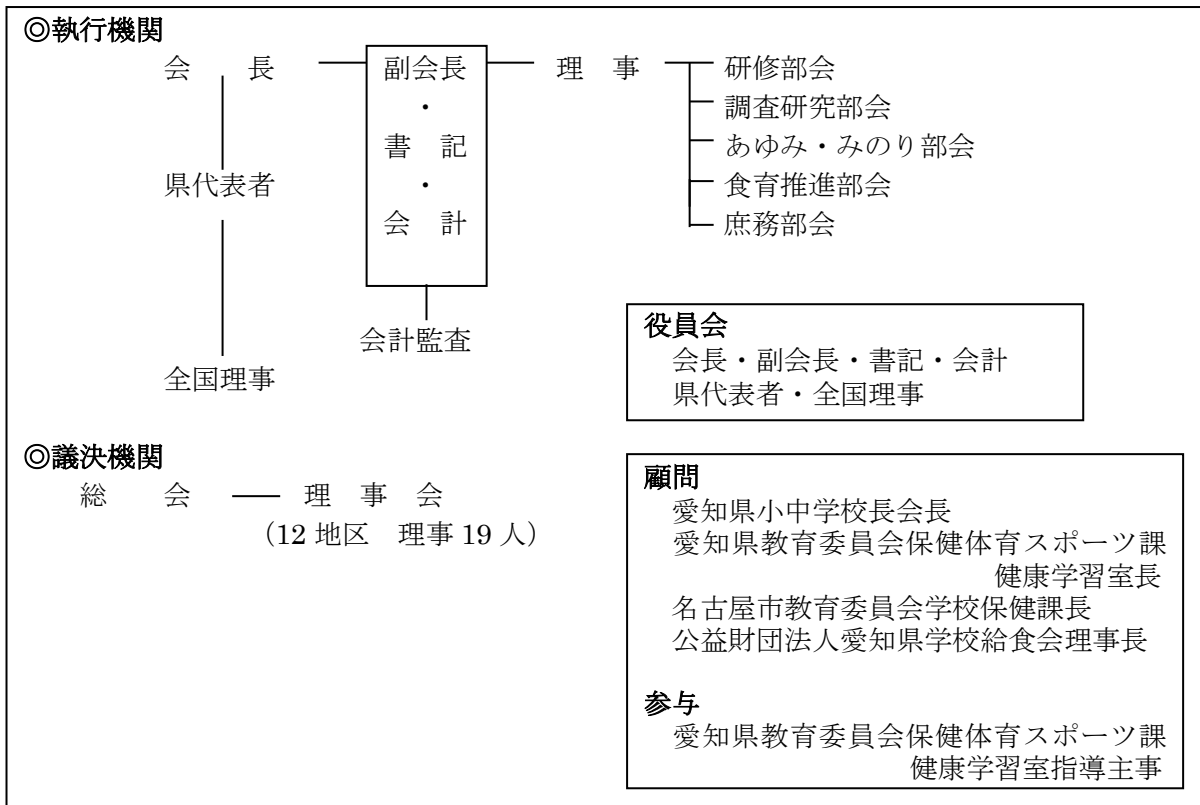 ◎執行機関
会　長
副会長
・
書　記
・
会　計
理　事
研修部会
調査研究部会
あゆみ・みのり部会
食育推進部会
庶務部会
県代表者
会計監査
全国理事
役員会
会長・副会長・書記・会計
県代表者・全国理事
◎議決機関
総　会　理　事　会
（12 地区　理事 19 人）
顧問
愛知県小中学校長会長
愛知県教育委員会保健体育スポーツ課
健康学習室長
名古屋市教育委員会学校保健課長
公益財団法人愛知県学校給食会理事長
参与
愛知県教育委員会保健体育スポーツ課
健康学習室指導主事